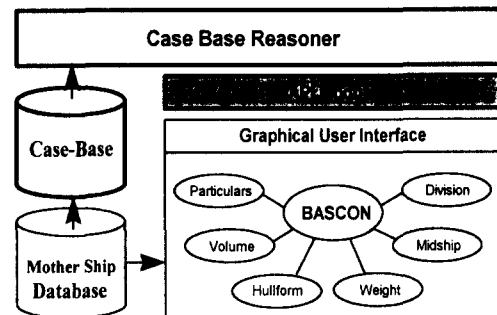 Case Base Reasoner
Case-Base
Graphical User Interface
Particulars
Division
BASCON
Volume
Midship
Mother Ship
Database
Hullform
Weight